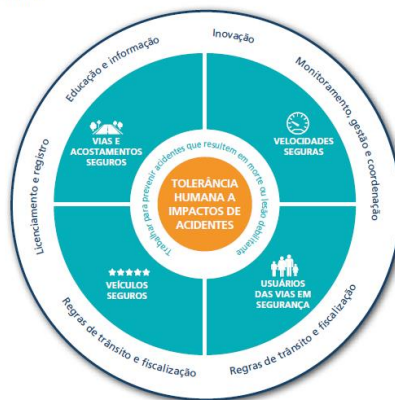 Educação e informação
Inovação
Monitoramento, gestão e coordenação
Licenciamento e registro
VIAS E
ACOSTAMENTOS
SEGUROS
VELOCIDADES
SEGURAS
Trabalhar para prevenir acidentes que resultem em morte ou lesão debilitante
TOLERÂNCIA
HUMANA A
IMPACTOS DE
ACIDENTES
VEÍCULOS
SEGUROS
USUÁRIOS
DAS VIAS EM
SEGURANÇA
Regras de trânsito e fiscalização
Regras de trânsito e fiscalização